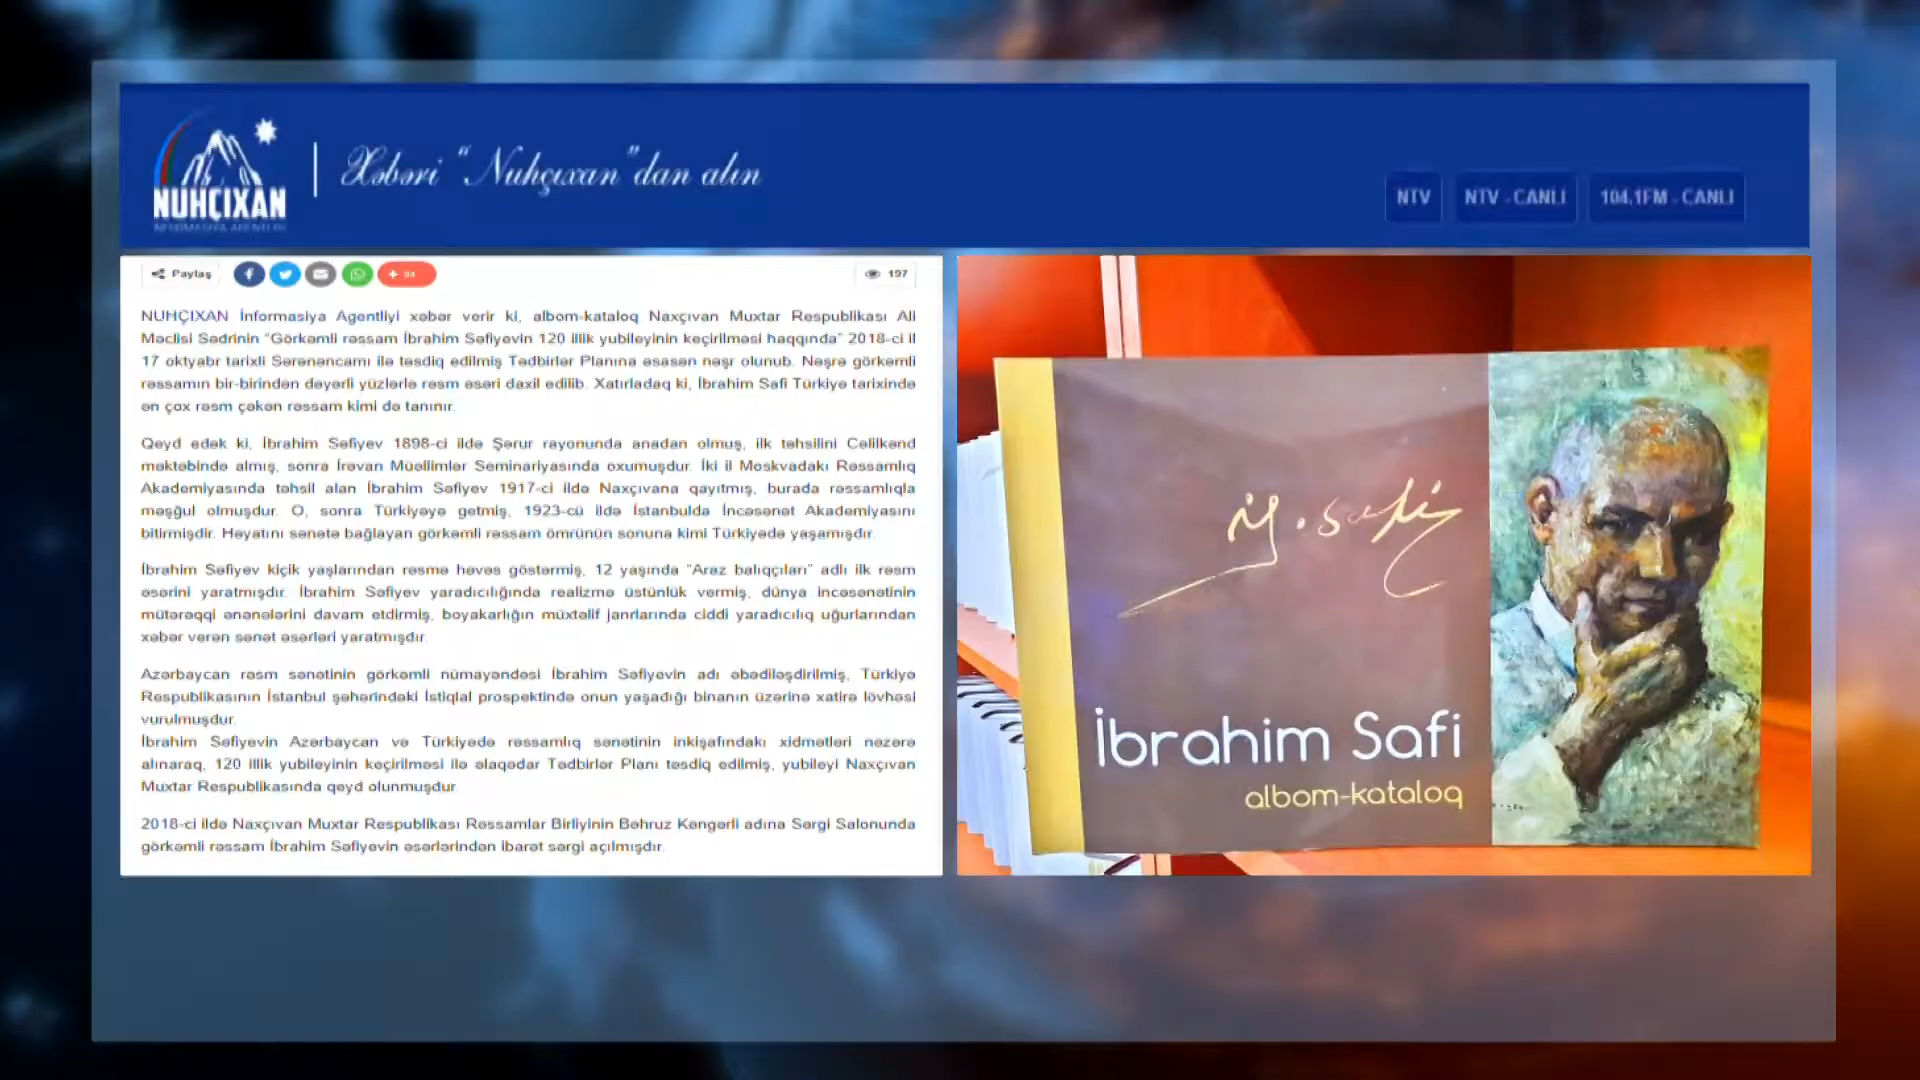 NUHÇIXAN
İNFORMASİYA AGENTLİYİ
Xəbəri “Nuhçıxan”dan alın
NTV
NTV - CANLI
104.1FM - CANLI
Paylaş
197
NUHÇIXAN İnformasiya Agentliyi xəbər verir ki, albom-kataloq Naxçıvan Muxtar Respublikası Ali
Məclisi Sədrinin “Görkəmli rəssam İbrahim Səfiyevin 120 illik yubileyinin keçirilməsi haqqında” 2018-ci il
17 oktyabr tarixli Sərəncamı ilə təsdiq edilmiş Tədbirlər Planına əsasən nəşr olunub. Nəşrə görkəmli
rəssamın bir-birindən dəyərli yüzlərlə rəsm əsəri daxil edilib. Xatırladaq ki, İbrahim Safi Türkiyə tarixində
ən çox rəsm çəkən rəssam kimi də tanınır.
Qeyd edək ki, İbrahim Səfiyev 1898-ci ildə Şərur rayonunda anadan olmuş, ilk təhsilini Cəlilkənd
məktəbində almış, sonra İrəvan Müəllimlər Seminariyasında oxumuşdur. İki il Moskvadakı Rəssamlıq
Akademiyasında təhsil alan İbrahim Səfiyev 1917-ci ildə Naxçıvana qayıtmış, burada rəssamlıqla
məşğul olmuşdur. O, sonra Türkiyəyə getmiş, 1923-cü ildə İstanbulda İncəsənət Akademiyasını
bitirmişdir. Həyatını sənətə bağlayan görkəmli rəssam ömrünün sonuna kimi Türkiyədə yaşamışdır.
İbrahim Səfiyev kiçik yaşlarından rəsmə həvəs göstərmiş, 12 yaşında “Araz balıqçıları” adlı ilk rəsm
əsərini yaratmışdır. İbrahim Səfiyev yaradıcılığında realizmə üstünlük vermiş, dünya incəsənətinin
mütərəqqi ənənələrini davam etdirmiş, boyakarlığın müxtəlif janrlarında ciddi yaradıcılıq uğurlarından
xəbər verən sənət əsərləri yaratmışdır.
Azərbaycan rəsm sənətinin görkəmli nümayəndəsi İbrahim Səfiyevin adı əbədiləşdirilmiş, Türkiyə
Respublikasının İstanbul şəhərindəki İstiqlal prospektində onun yaşadığı binanın üzərinə xatirə lövhəsi
vurulmuşdur.
İbrahim Səfiyevin Azərbaycan və Türkiyədə rəssamlıq sənətinin inkişafındakı xidmətləri nəzərə
alınaraq, 120 illik yubileyinin keçirilməsi ilə əlaqədar Tədbirlər Planı təsdiq edilmiş, yubileyi Naxçıvan
Muxtar Respublikasında qeyd olunmuşdur.
2018-ci ildə Naxçıvan Muxtar Respublikası Rəssamlar Birliyinin Bəhruz Kəngərli adına Sərgi Salonunda
görkəmli rəssam İbrahim Səfiyevin əsərlərindən ibarət sərgi açılmışdır.
İ. Safi
İbrahim Safi
albom-kataloq